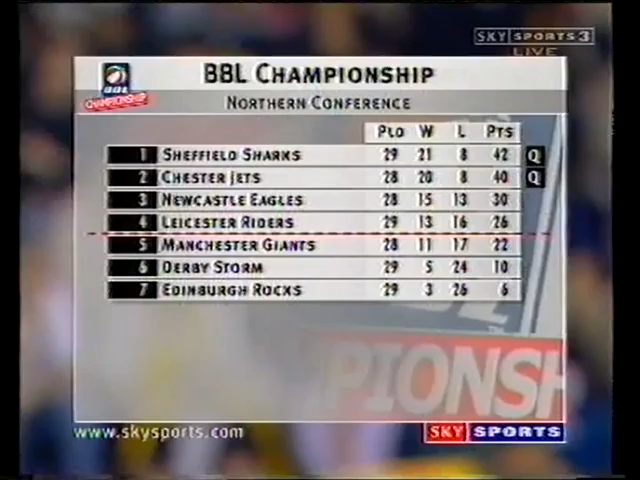 SKY SPORTS 3
LIVE
BBL
CHAMPIONSHIP
BBL CHAMPIONSHIP
NORTHERN CONFERENCE
PLD W L PTS
1 SHEFFIELD SHARKS 29 21 8 42 Q
2 CHESTER JETS 28 20 8 40 Q
3 NEWCASTLE EAGLES 28 15 13 30
4 LEICESTER RIDERS 29 13 16 26
5 MANCHESTER GIANTS 28 11 17 22
6 DERBY STORM 29 5 24 10
7 EDINBURGH ROCKS 29 3 26 6
PIONSH
www.skysports.com
SKY SPORTS